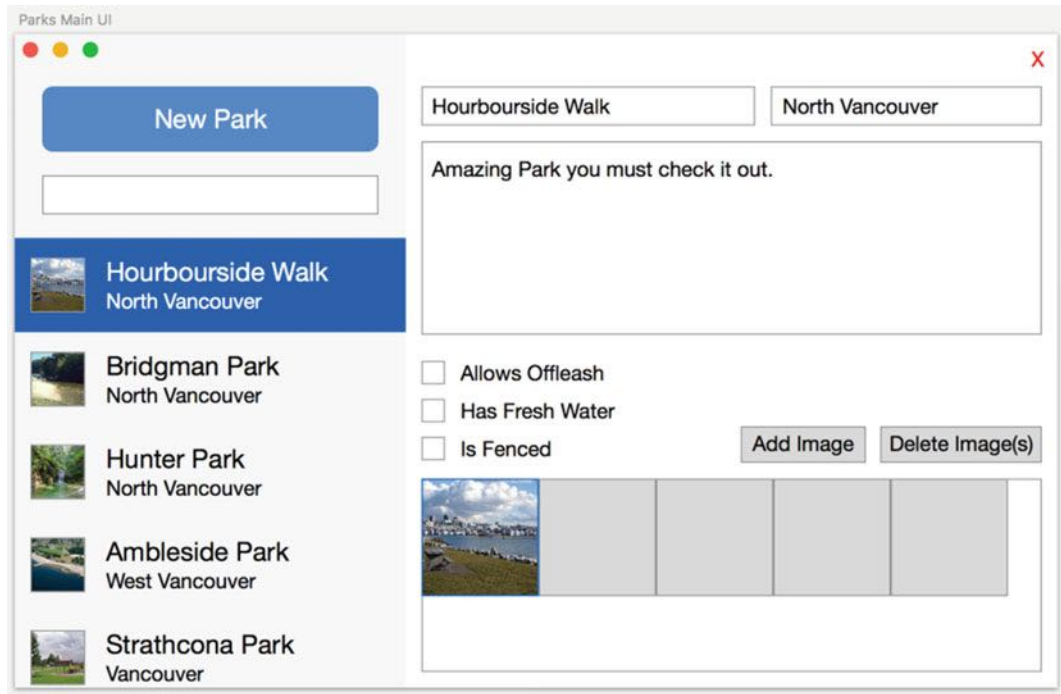 Parks Main UI
X
New Park
Hourbourside Walk
North Vancouver
Bridgman Park
North Vancouver
Hunter Park
North Vancouver
Ambleside Park
West Vancouver
Strathcona Park
Vancouver
Hourbourside Walk
North Vancouver
Amazing Park you must check it out.
Allows Offleash
Has Fresh Water
Is Fenced
Add Image
Delete Image(s)